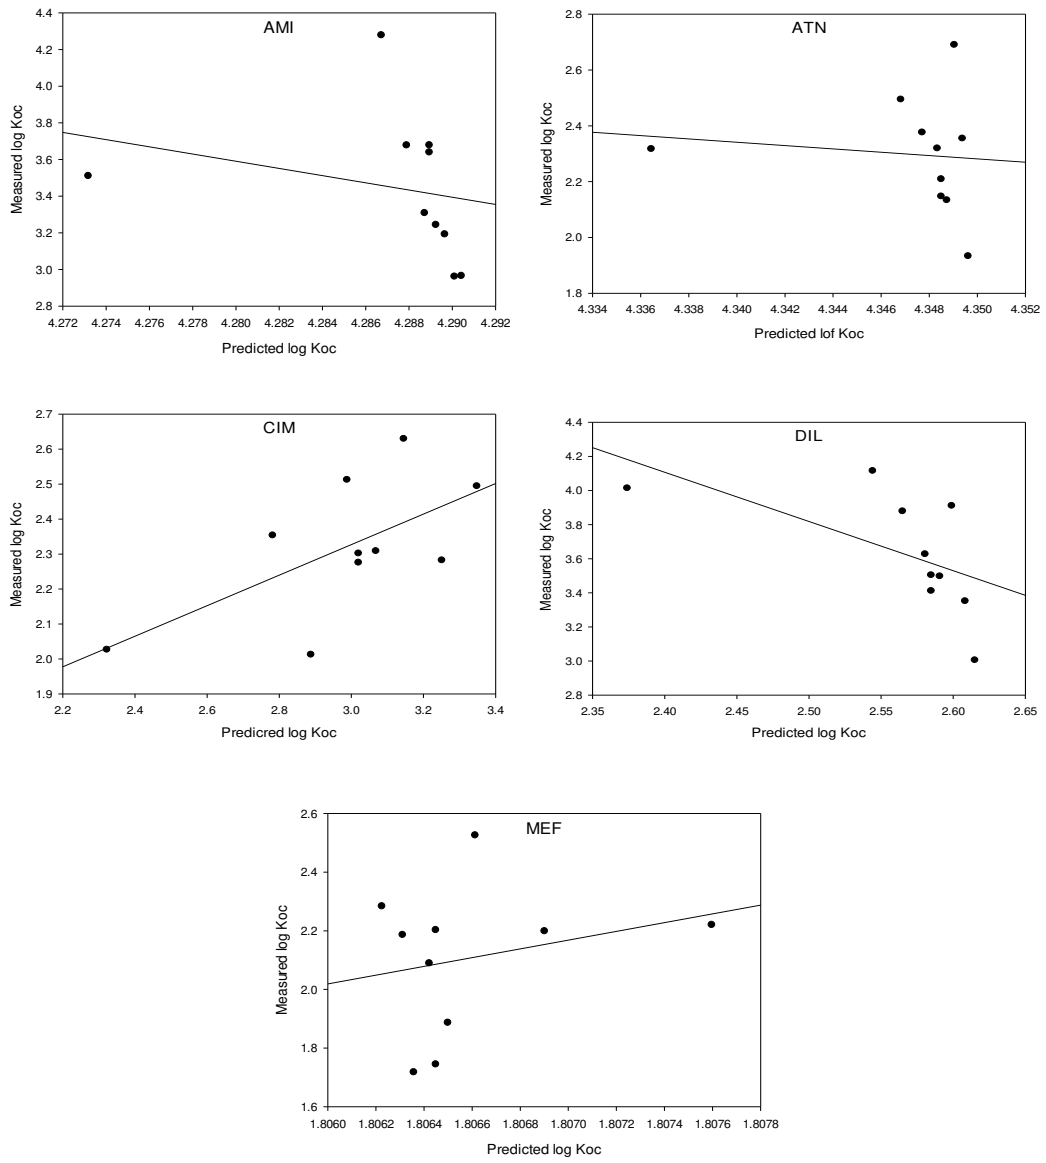 AMI
4.4
4.2
4.0
3.8
3.6
3.4
3.2
3.0
2.8
Measured log Koc
4.272 4.274 4.276 4.278 4.280 4.282 4.284 4.286 4.288 4.290 4.292
Predicted log Koc
ATN
2.8
2.6
2.4
2.2
2.0
1.8
Measured log Koc
4.334 4.336 4.338 4.340 4.342 4.344 4.346 4.348 4.350 4.352
Predicted lof Koc
CIM
2.7
2.6
2.5
2.4
2.3
2.2
2.1
2.0
1.9
Measured log Koc
2.2 2.4 2.6 2.8 3.0 3.2 3.4
Predicred log Koc
DIL
4.4
4.2
4.0
3.8
3.6
3.4
3.2
3.0
2.8
Measured log Koc
2.35 2.40 2.45 2.50 2.55 2.60 2.65
Predicted log Koc
MEF
2.6
2.4
2.2
2.0
1.8
1.6
Measured log Koc
1.8060 1.8062 1.8064 1.8066 1.8068 1.8070 1.8072 1.8074 1.8076 1.8078
Predicted log Koc